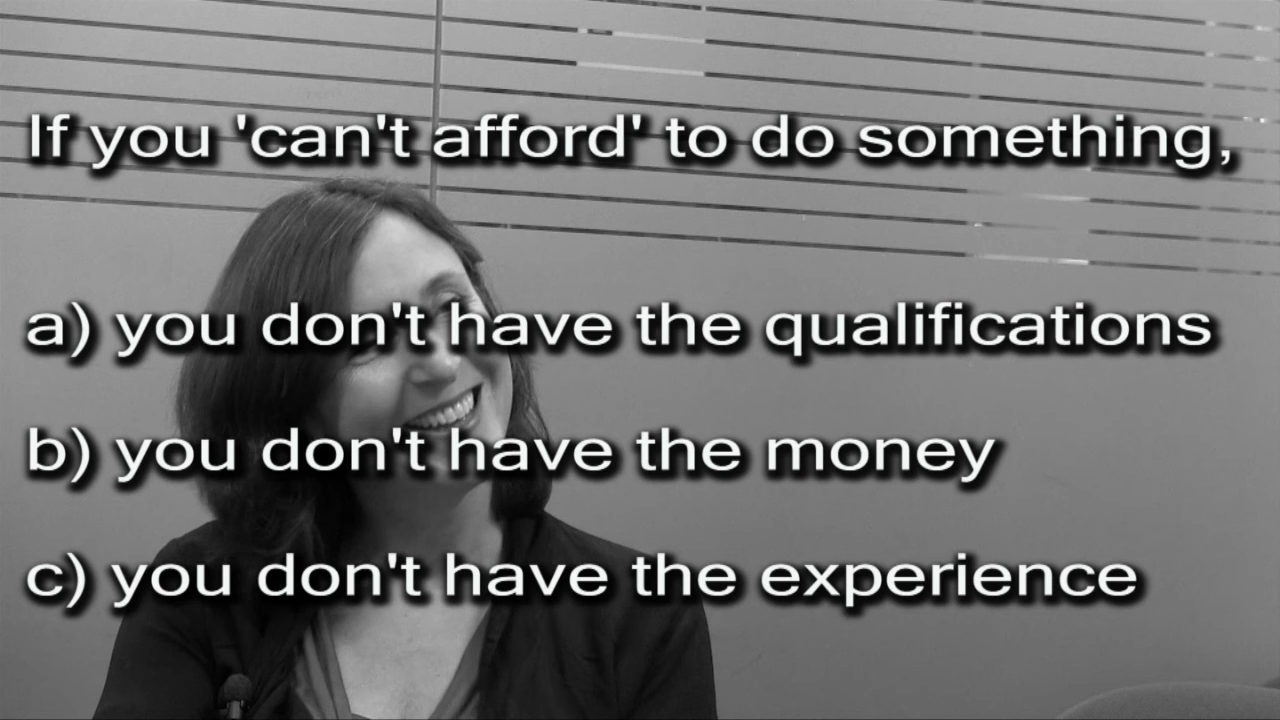 If you 'can't afford' to do something,
a) you don't have the qualifications
b) you don't have the money
c) you don't have the experience